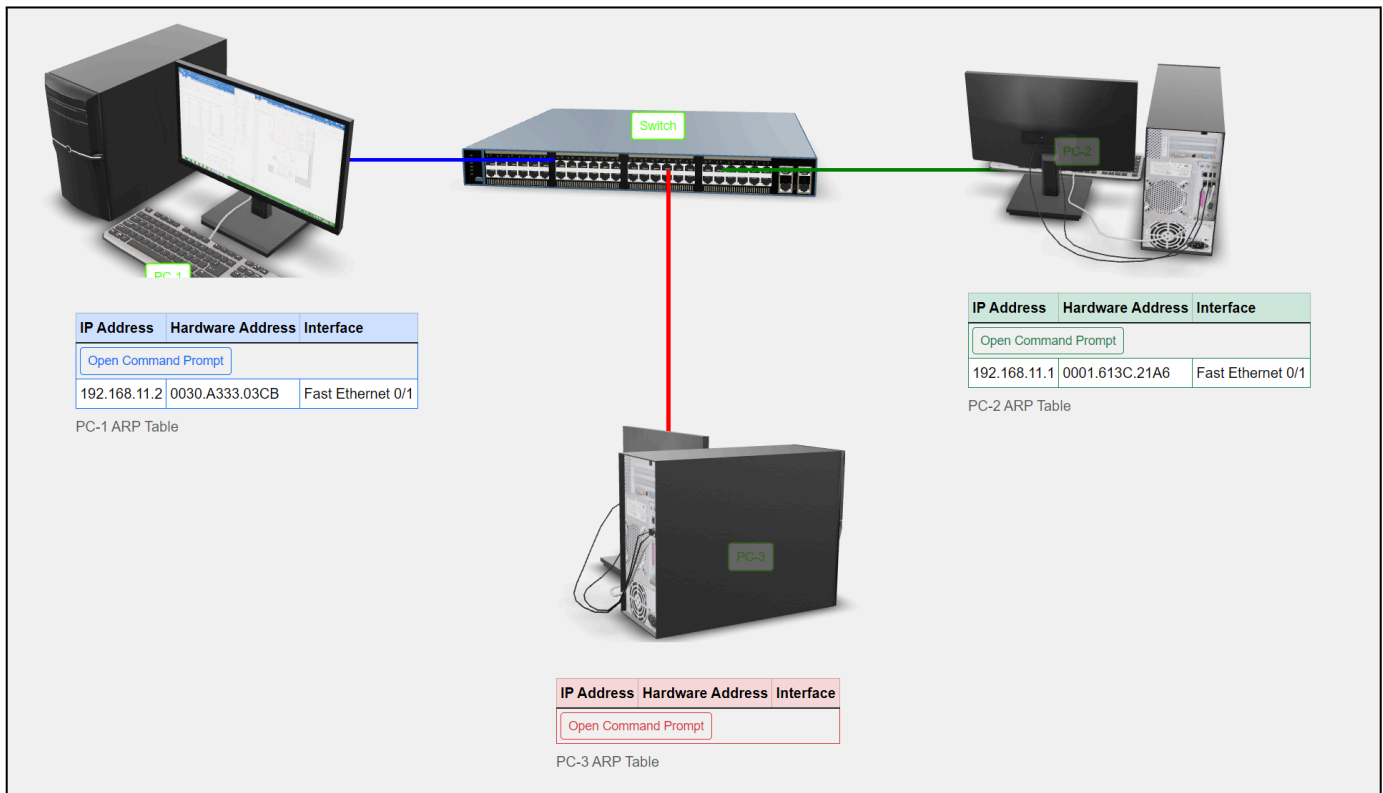 Switch
PC-2
PC-1
IP Address Hardware Address Interface
Open Command Prompt
192.168.11.2 0030.A333.03CB Fast Ethernet 0/1
PC-1 ARP Table
IP Address Hardware Address Interface
Open Command Prompt
192.168.11.1 0001.613C.21A6 Fast Ethernet 0/1
PC-2 ARP Table
PC-3
IP Address Hardware Address Interface
Open Command Prompt
PC-3 ARP Table